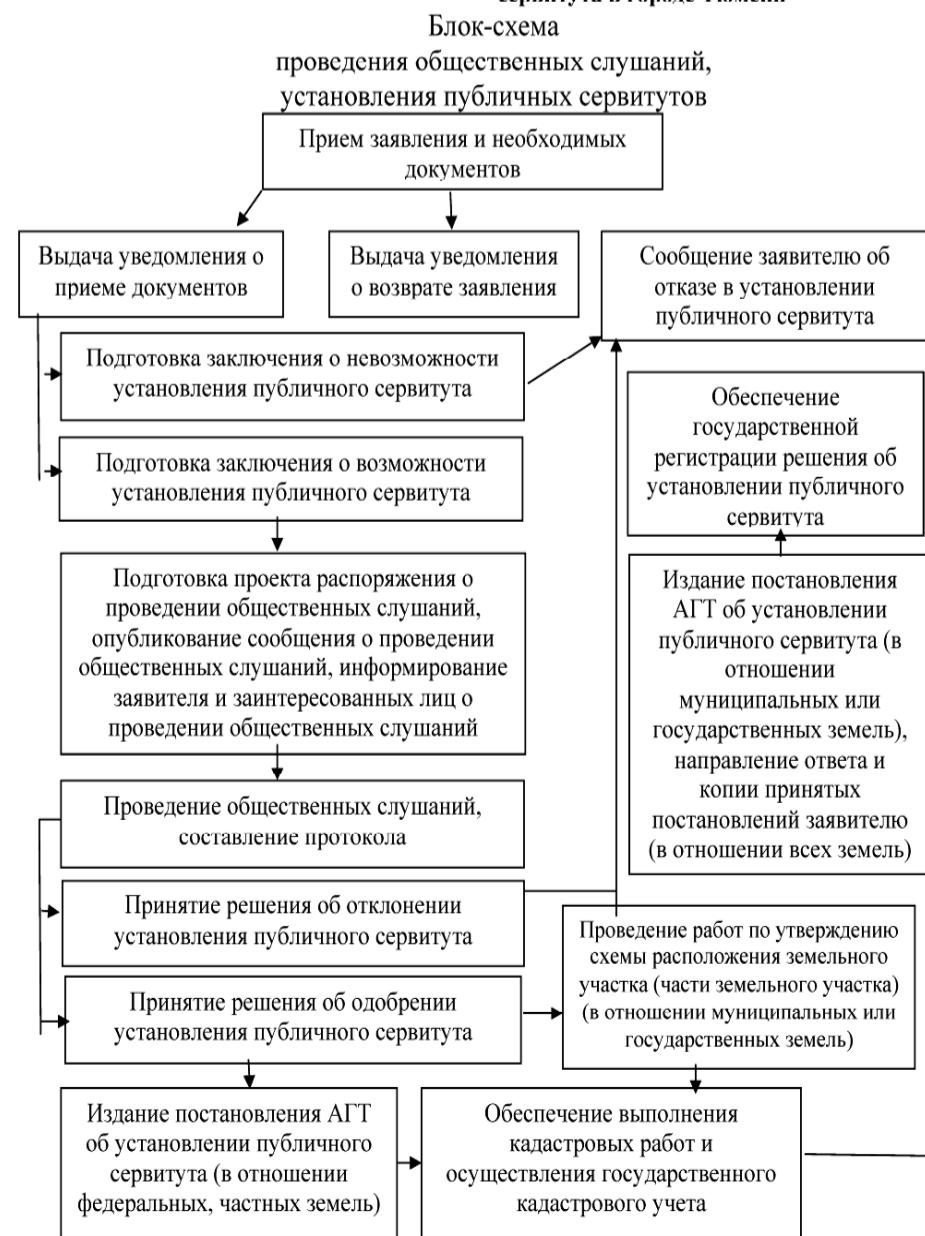 Блок-схема
проведения общественных слушаний,
установления публичных сервитутов
Прием заявления и необходимых
документов
Выдача уведомления о
приеме документов
Выдача уведомления
о возврате заявления
Сообщение заявителю об
отказе в установлении
публичного сервитута
Подготовка заключения о невозможности
установления публичного сервитута
Обеспечение
государственной
регистрации решения об
установлении публичного
сервитута
Подготовка заключения о возможности
установления публичного сервитута
Подготовка проекта распоряжения о
проведении общественных слушаний,
опубликование сообщения о проведении
общественных слушаний, информирование
заявителя и заинтересованных лиц о
проведении общественных слушаний
Издание постановления
АГТ об установлении
публичного сервитута (в
отношении
муниципальных или
государственных земель),
направление ответа и
копии принятых
постановлений заявителю
(в отношении всех земель)
Проведение общественных слушаний,
составление протокола
Принятие решения об отклонении
установления публичного сервитута
Проведение работ по утверждению
схемы расположения земельного
участка (части земельного участка)
(в отношении муниципальных или
государственных земель)
Принятие решения об одобрении
установления публичного сервитута
Издание постановления АГТ
об установлении публичного
сервитута (в отношении
федеральных, частных земель)
Обеспечение выполнения
кадастровых работ и
осуществления государственного
кадастрового учета